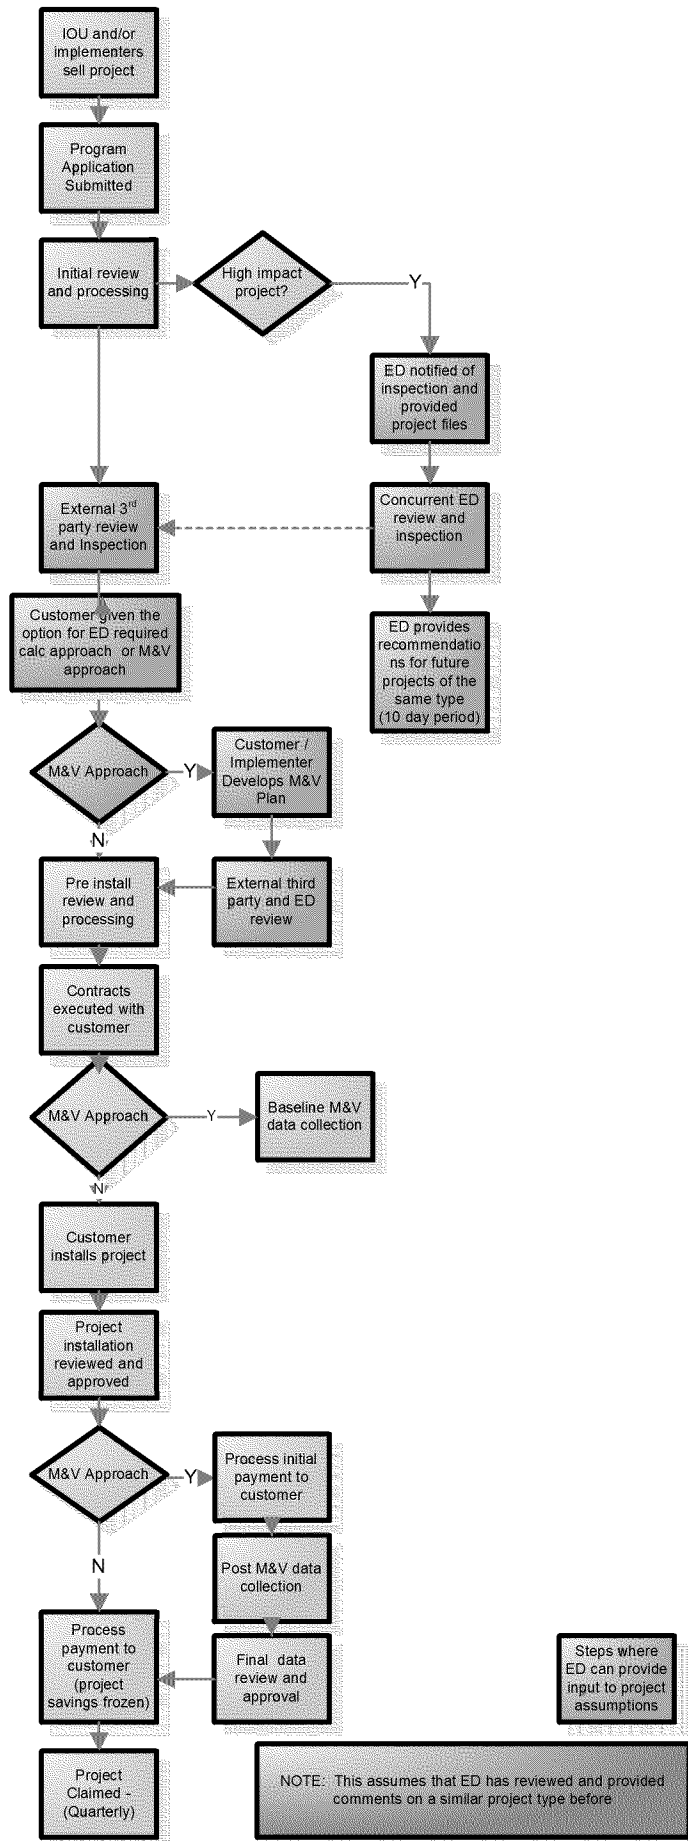 IOU and/or
implementers
sell project
Program
Application
Submitted
Initial review
and processing
High impact
project?
Y
ED notified of
inspection and
provided
project files
External 3rd
party review
and Inspection
Concurrent ED
review and
inspection
Customer given the
option for ED required
calc approach or M&V
approach
ED provides
recommendatio
ns for future
projects of the
same type
(10 day period)
M&V Approach
Y
Customer /
Implementer
Develops M&V
Plan
N
Pre install
review and
processing
External third
party and ED
review
Contracts
executed with
customer
M&V Approach
Y
Baseline M&V
data collection
N
Customer
installs project
Project
installation
reviewed and
approved
M&V Approach
Y
Process initial
payment to
customer
N
Post M&V data
collection
Process
payment to
customer
(project
savings frozen)
Final data
review and
approval
Steps where
ED can provide
input to project
assumptions
Project
Claimed -
(Quarterly)
NOTE: This assumes that ED has reviewed and provided
comments on a similar project type before